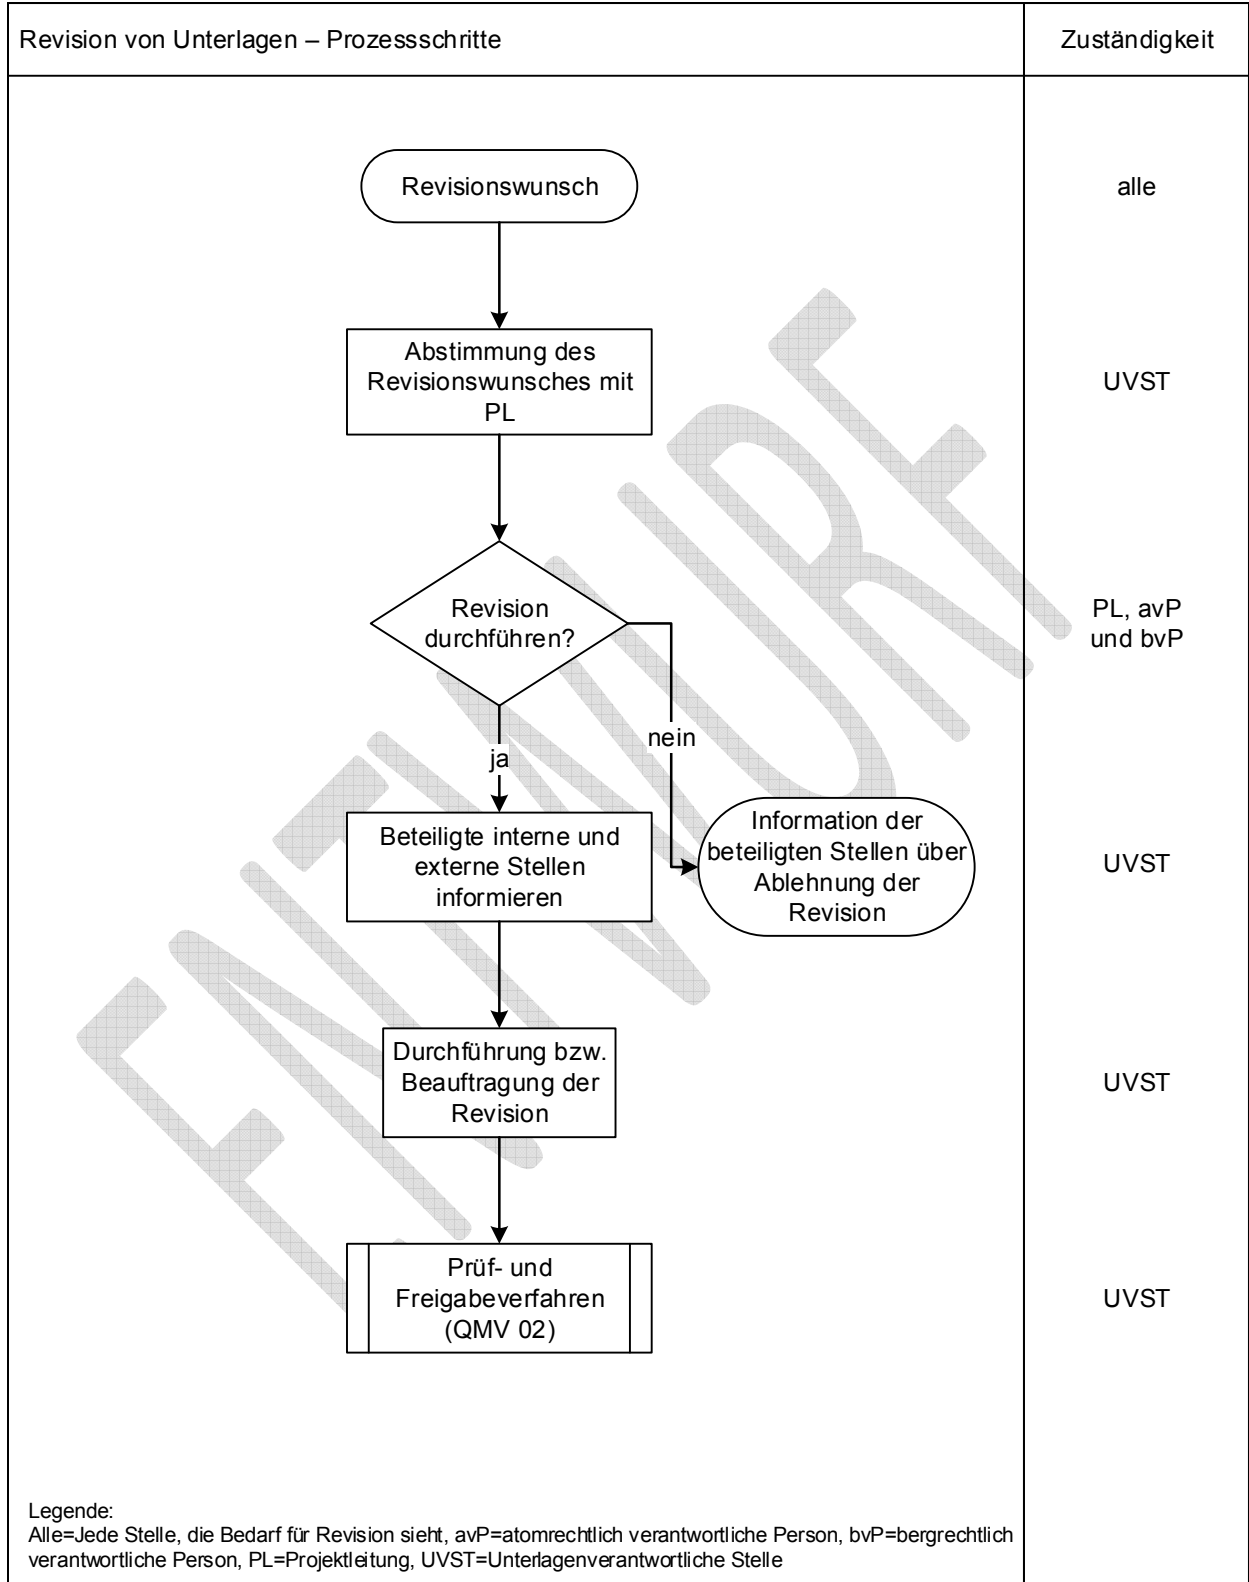 Revision von Unterlagen – Prozessschritte
Zuständigkeit
Revisionswunsch
alle
Abstimmung des
Revisionswunsches mit
PL
UVST
Revision
durchführen?
PL, avP
und bvP
nein
ja
Beteiligte interne und
externe Stellen
informieren
Information der
beteiligten Stellen über
Ablehnung der
Revision
UVST
Durchführung bzw.
Beauftragung der
Revision
UVST
Prüf- und
Freigabeverfahren
(QMV 02)
UVST
ENTWURF
Legende:
Alle=Jede Stelle, die Bedarf für Revision sieht, avP=atomrechtlich verantwortliche Person, bvP=bergrechtlich
verantwortliche Person, PL=Projektleitung, UVST=Unterlagenverantwortliche Stelle